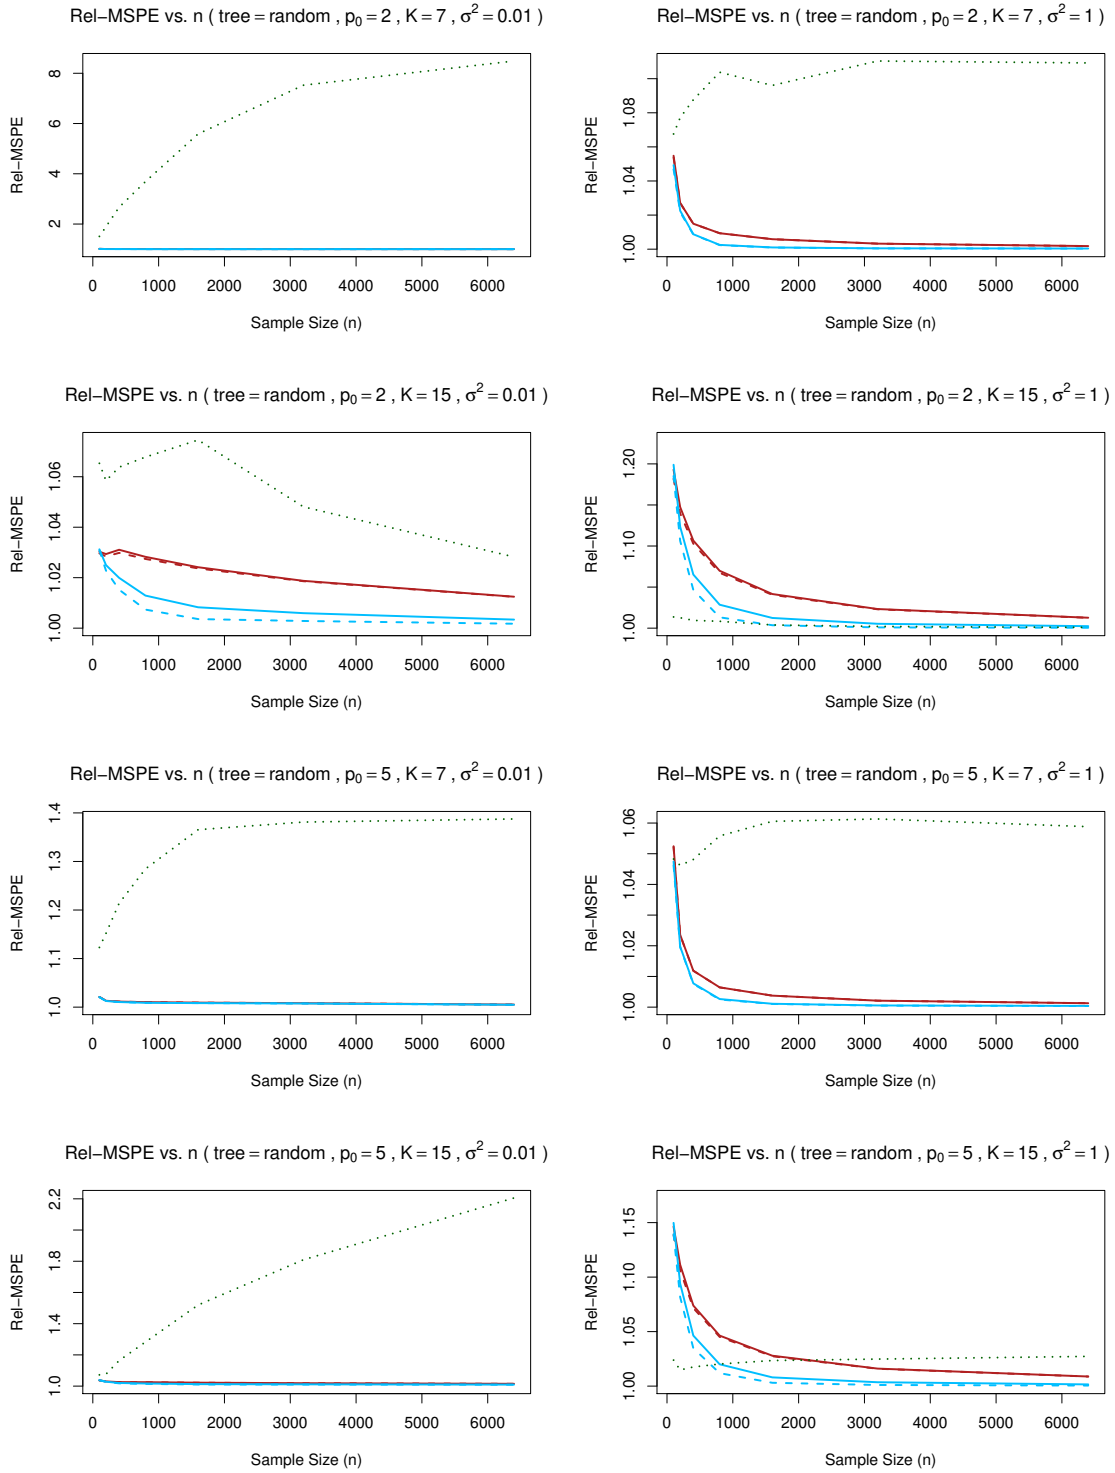 Rel−MSPE vs. n ( tree = random , p₀ = 2 , K = 7 , σ² = 0.01 )
Rel−MSPE
8
6
4
2
0 1000 2000 3000 4000 5000 6000
Sample Size (n)
Rel−MSPE vs. n ( tree = random , p₀ = 2 , K = 7 , σ² = 1 )
Rel−MSPE
1.08
1.04
1.00
0 1000 2000 3000 4000 5000 6000
Sample Size (n)
Rel−MSPE vs. n ( tree = random , p₀ = 2 , K = 15 , σ² = 0.01 )
Rel−MSPE
1.06
1.04
1.02
1.00
0 1000 2000 3000 4000 5000 6000
Sample Size (n)
Rel−MSPE vs. n ( tree = random , p₀ = 2 , K = 15 , σ² = 1 )
Rel−MSPE
1.20
1.10
1.00
0 1000 2000 3000 4000 5000 6000
Sample Size (n)
Rel−MSPE vs. n ( tree = random , p₀ = 5 , K = 7 , σ² = 0.01 )
Rel−MSPE
1.4
1.3
1.2
1.1
1.0
0 1000 2000 3000 4000 5000 6000
Sample Size (n)
Rel−MSPE vs. n ( tree = random , p₀ = 5 , K = 7 , σ² = 1 )
Rel−MSPE
1.06
1.04
1.02
1.00
0 1000 2000 3000 4000 5000 6000
Sample Size (n)
Rel−MSPE vs. n ( tree = random , p₀ = 5 , K = 15 , σ² = 0.01 )
Rel−MSPE
2.2
1.8
1.4
1.0
0 1000 2000 3000 4000 5000 6000
Sample Size (n)
Rel−MSPE vs. n ( tree = random , p₀ = 5 , K = 15 , σ² = 1 )
Rel−MSPE
1.15
1.10
1.05
1.00
0 1000 2000 3000 4000 5000 6000
Sample Size (n)